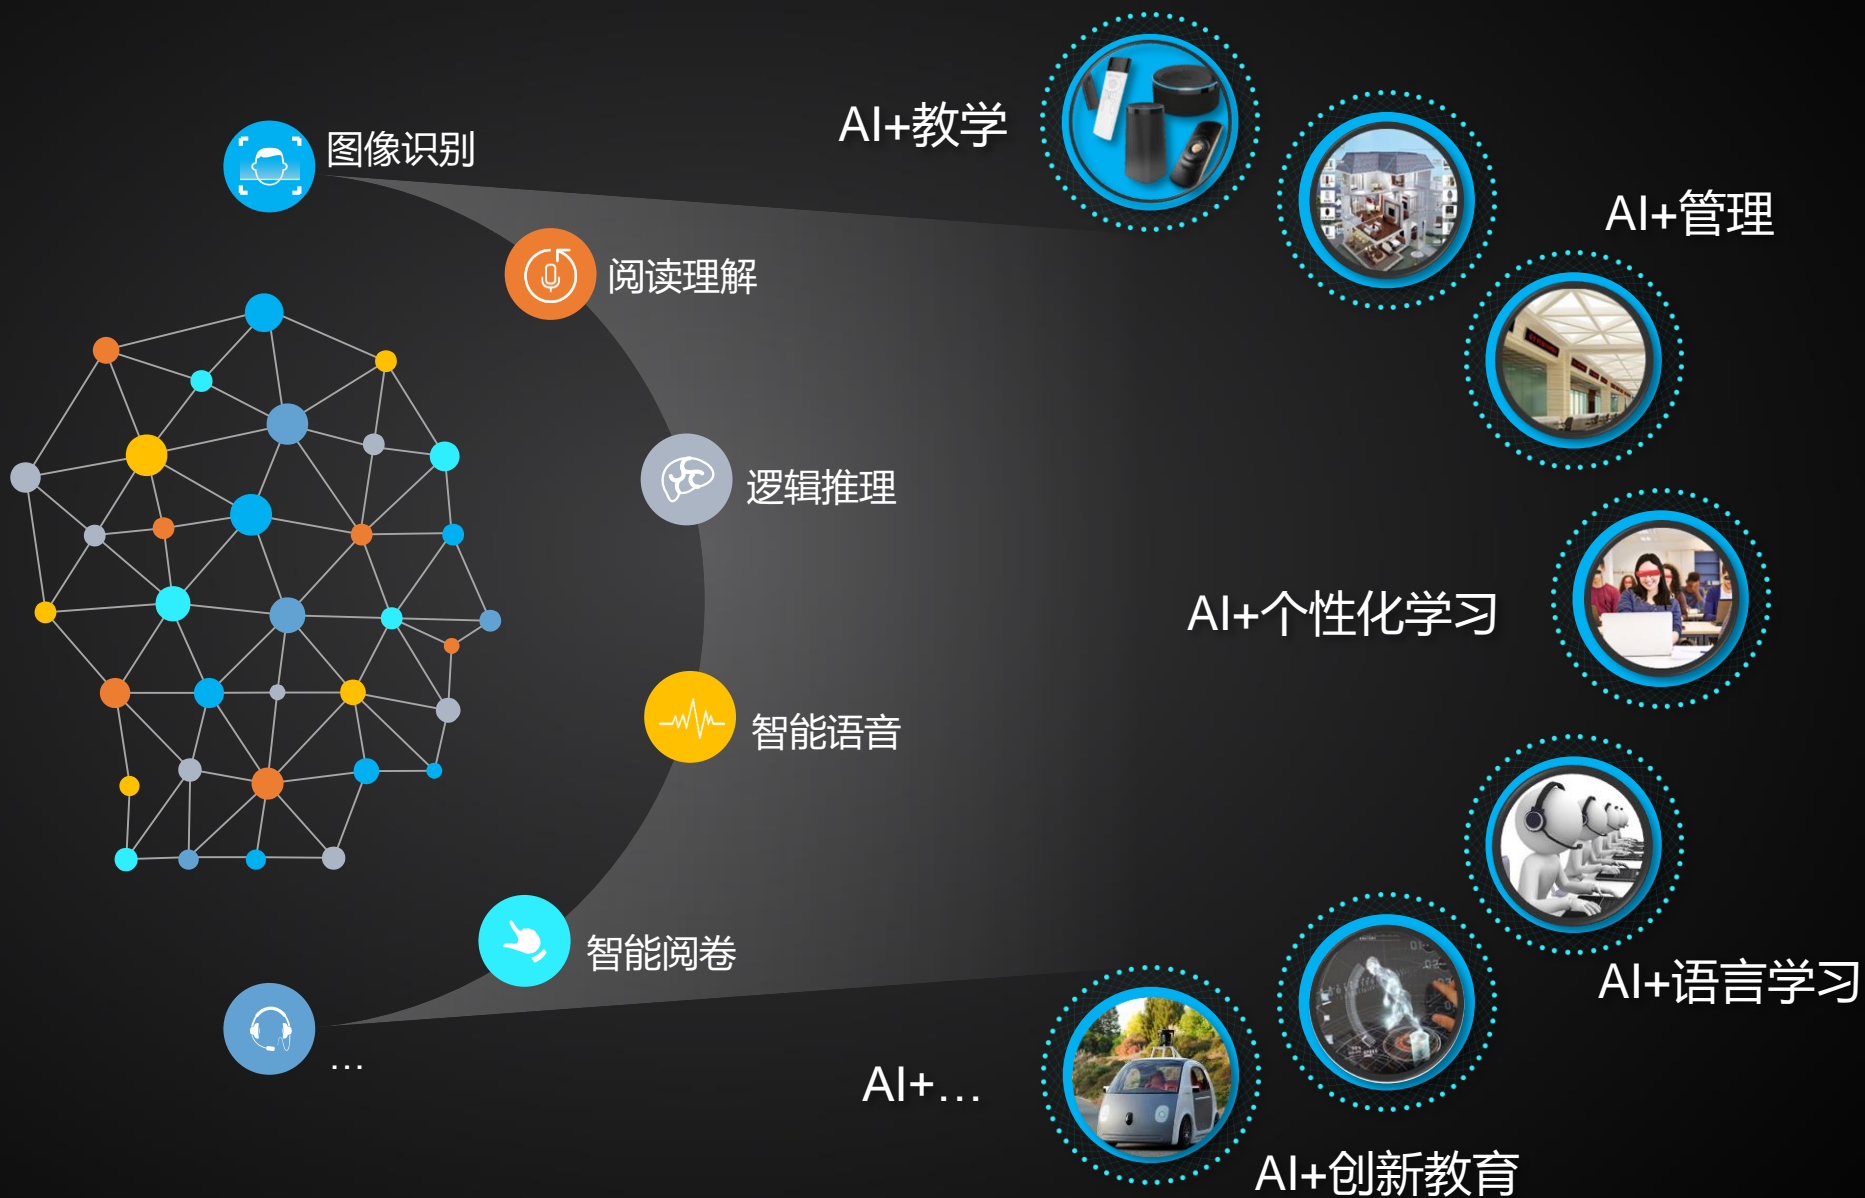 图像识别
阅读理解
逻辑推理
智能语音
智能阅卷
…
AI+教学
AI+管理
AI+个性化学习
AI+语言学习
AI+创新教育
AI+…